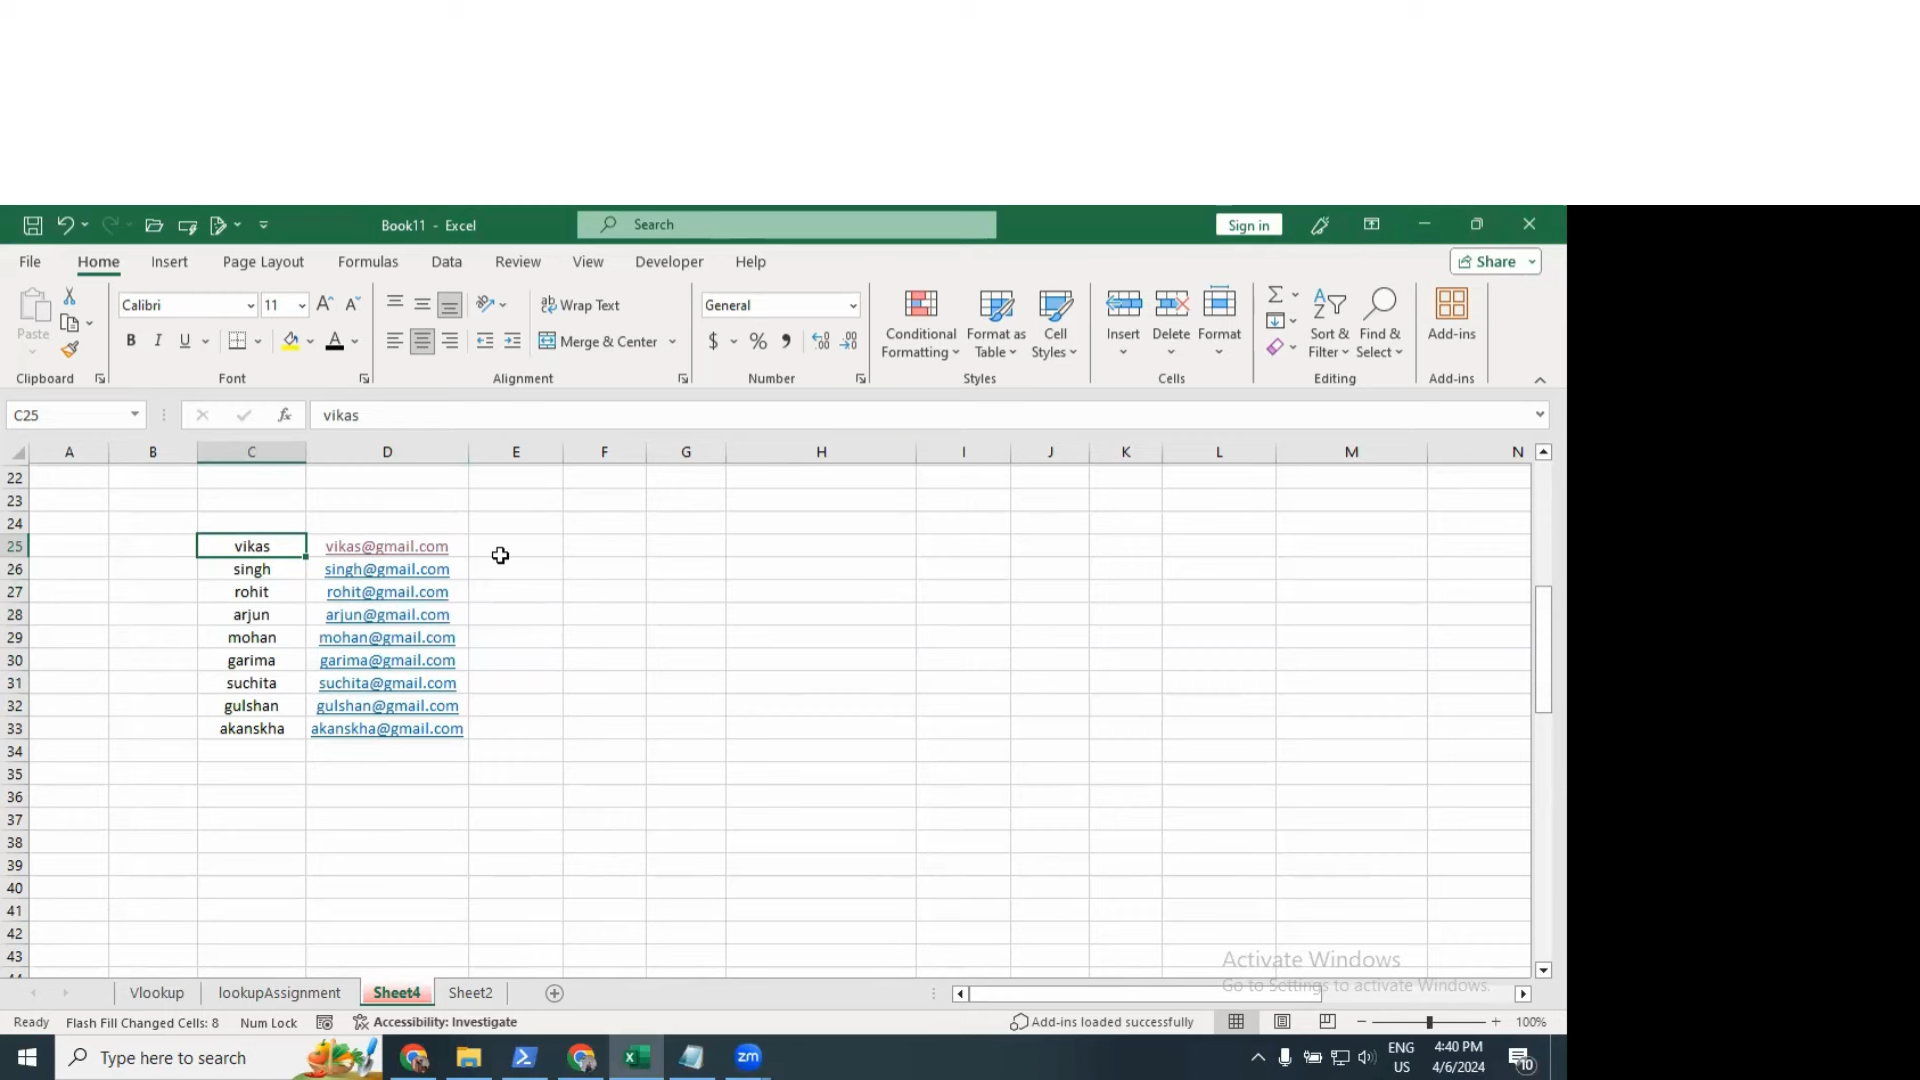 Book11 - Excel
Search
Sign in
File Home Insert Page Layout Formulas Data Review View Developer Help
Share
Paste
Calibri 11
Wrap Text
Merge & Center
General
$ % ,
B I U
Conditional Formatting
Format as Table
Cell Styles
Insert
Delete
Format
Sort & Filter
Find & Select
Add-ins
Clipboard Font Alignment Number Styles Cells Editing Add-ins
C25 fx vikas
A B C D E F G H I J K L M N
22
23
24
25 vikas vikas@gmail.com
26 singh singh@gmail.com
27 rohit rohit@gmail.com
28 arjun arjun@gmail.com
29 mohan mohan@gmail.com
30 garima garima@gmail.com
31 suchita suchita@gmail.com
32 gulshan gulshan@gmail.com
33 akanskha akanskha@gmail.com
34
35
36
37
38
39
40
41
42
43
Activate Windows
Go to Settings to activate Windows.
Vlookup lookupAssignment Sheet4 Sheet2
Ready Flash Fill Changed Cells: 8 Num Lock Accessibility: Investigate Add-ins loaded successfully 100%
Type here to search
zm
ENG US
4:40 PM
4/6/2024
10